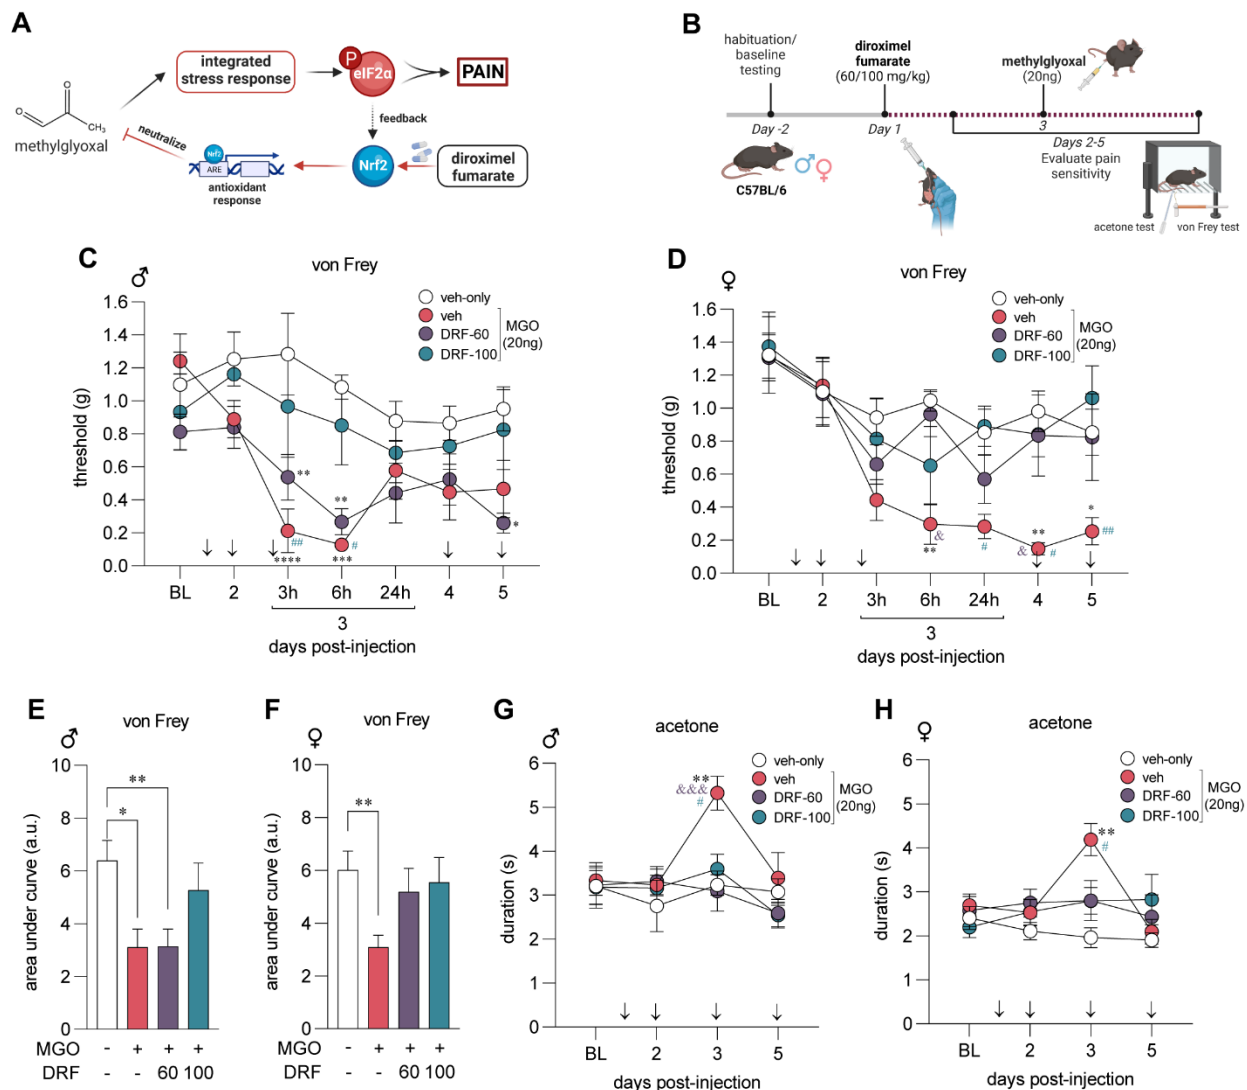 A
integrated
stress response
P
eIF2α
PAIN
O
O
CH3
methylglyoxal
neutralize
feedback
Nrf2
ARE
antioxidant
response
Nrf2
diroximel
fumarate
B
habituation/
baseline
testing
diroximel
fumarate
(60/100 mg/kg)
methylglyoxal
(20ng)
Day -2
Day 1
3
Days 2-5
Evaluate pain
sensitivity
C57BL/6
acetone test
von Frey test
C
♂
von Frey
veh-only
veh
DRF-60
DRF-100
MGO
(20ng)
threshold (g)
1.6
1.4
1.2
1.0
0.8
0.6
0.4
0.2
0.0
**
**
*
##
#
****
***
BL
2
3h
6h
24h
4
5
3
days post-injection
D
♀
von Frey
veh-only
veh
DRF-60
DRF-100
MGO
(20ng)
threshold (g)
1.6
1.4
1.2
1.0
0.8
0.6
0.4
0.2
0.0
&
**
#
**
&
#
*
##
BL
2
3h
6h
24h
4
5
3
days post-injection
E
♂
von Frey
area under curve (a.u.)
10
8
6
4
2
0
**
*
MGO - + + +
DRF 60 100
F
♀
von Frey
area under curve (a.u.)
10
8
6
4
2
0
**
- + + +
60 100
G
♂
acetone
veh-only
veh
DRF-60
DRF-100
MGO
(20ng)
duration (s)
6
5
4
3
2
1
0
**
&&&
#
BL
2
3
5
days post-injection
H
♀
acetone
veh-only
veh
DRF-60
DRF-100
MGO
(20ng)
duration (s)
6
5
4
3
2
1
0
**
#
BL
2
3
5
days post-injection